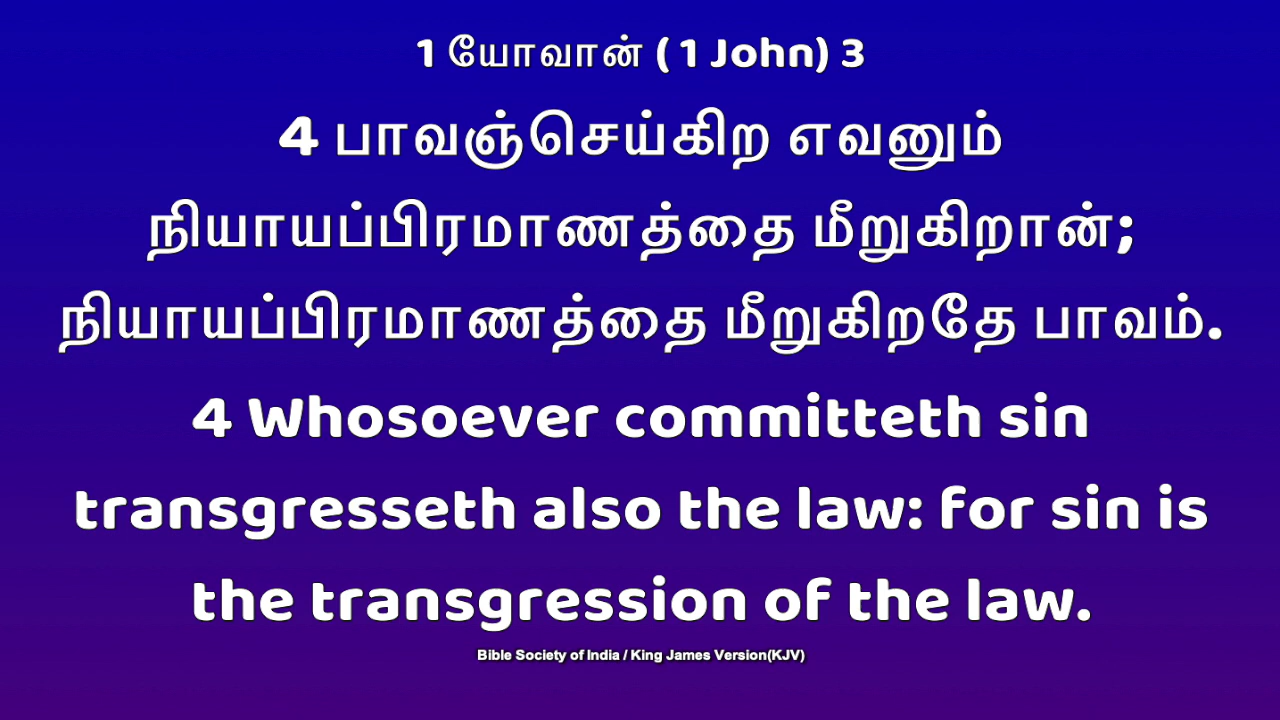 1 யோவான் ( 1 John) 3
4 பாவஞ்செய்கிற எவனும்
நியாயப்பிரமாணத்தை மீறுகிறான்;
நியாயப்பிரமாணத்தை மீறுகிறதே பாவம்.
4 Whosoever committeth sin
transgresseth also the law: for sin is
the transgression of the law.
Bible Society of India / King James Version(KJV)